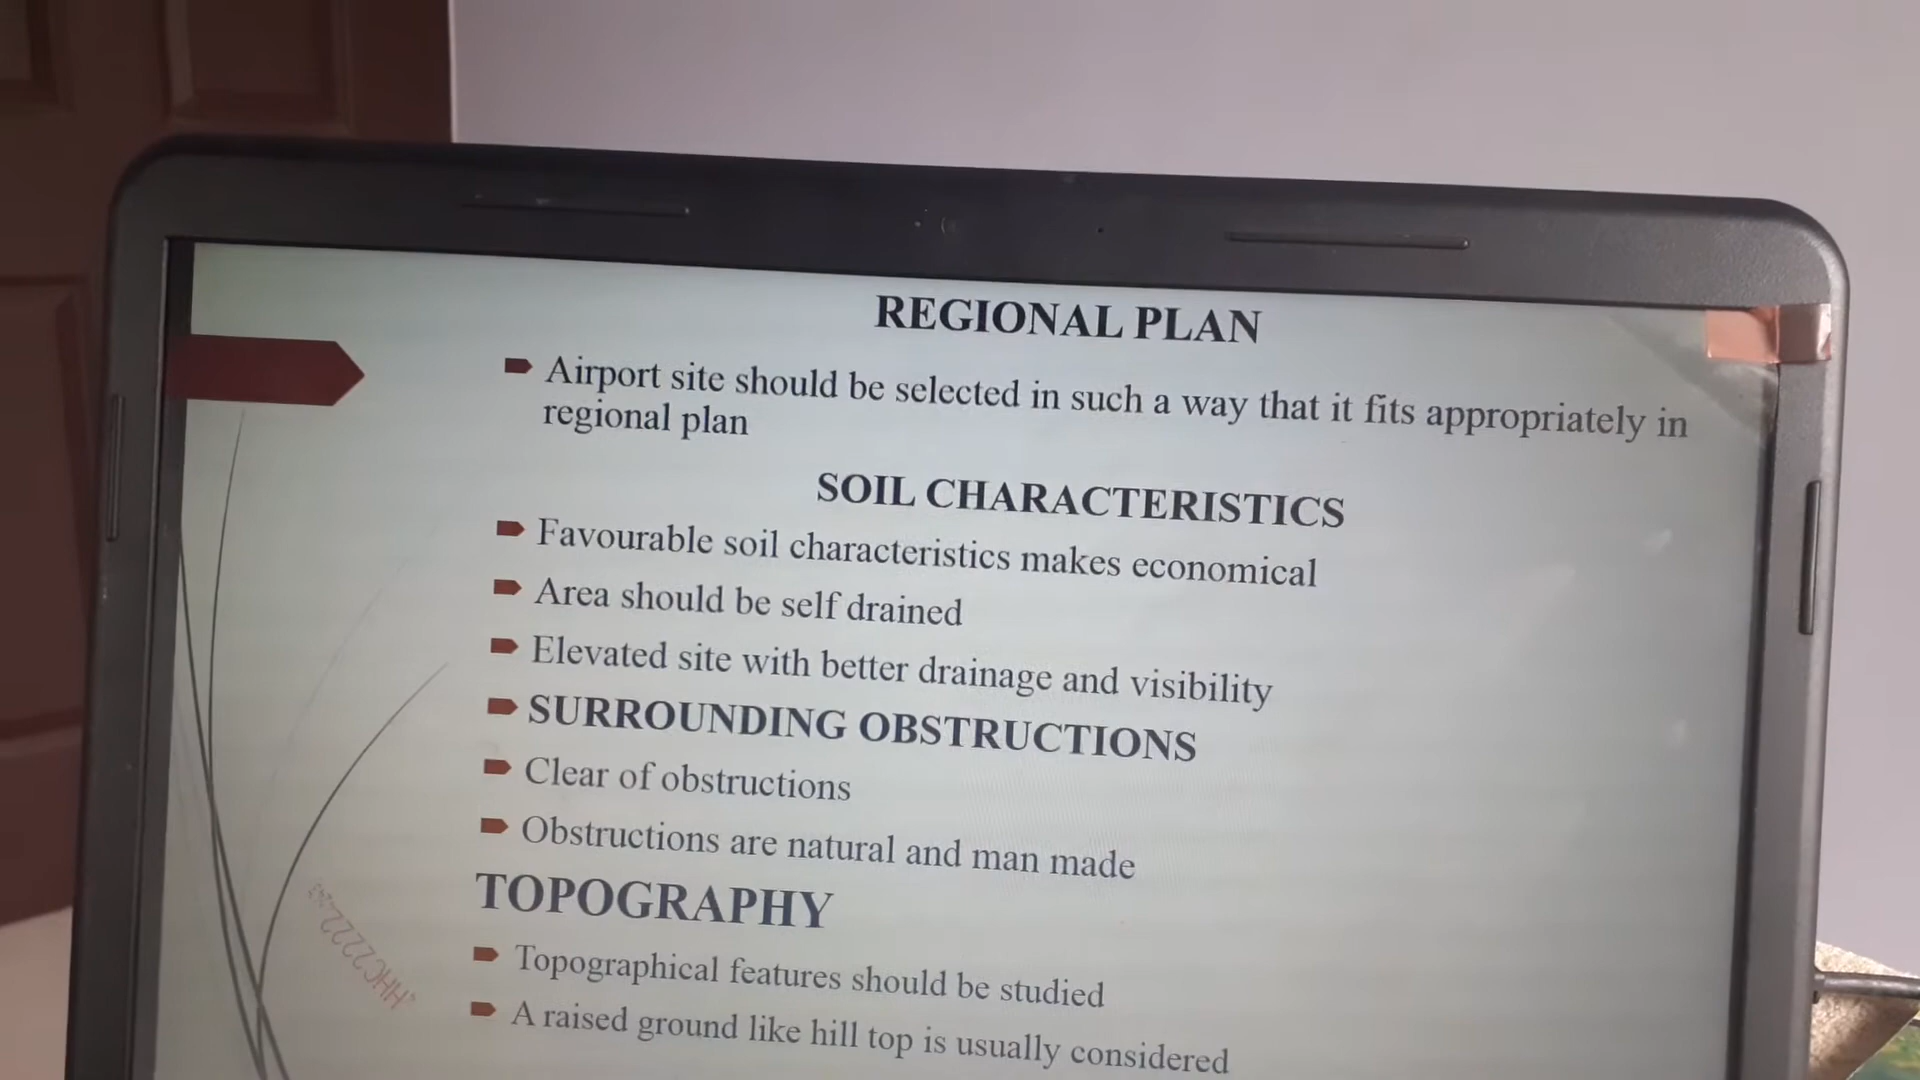 REGIONAL PLAN
Airport site should be selected in such a way that it fits appropriately in
regional plan
SOIL CHARACTERISTICS
Favourable soil characteristics makes economical
Area should be self drained
Elevated site with better drainage and visibility
SURROUNDING OBSTRUCTIONS
Clear of obstructions
Obstructions are natural and man made
TOPOGRAPHY
Topographical features should be studied
A raised ground like hill top is usually considered